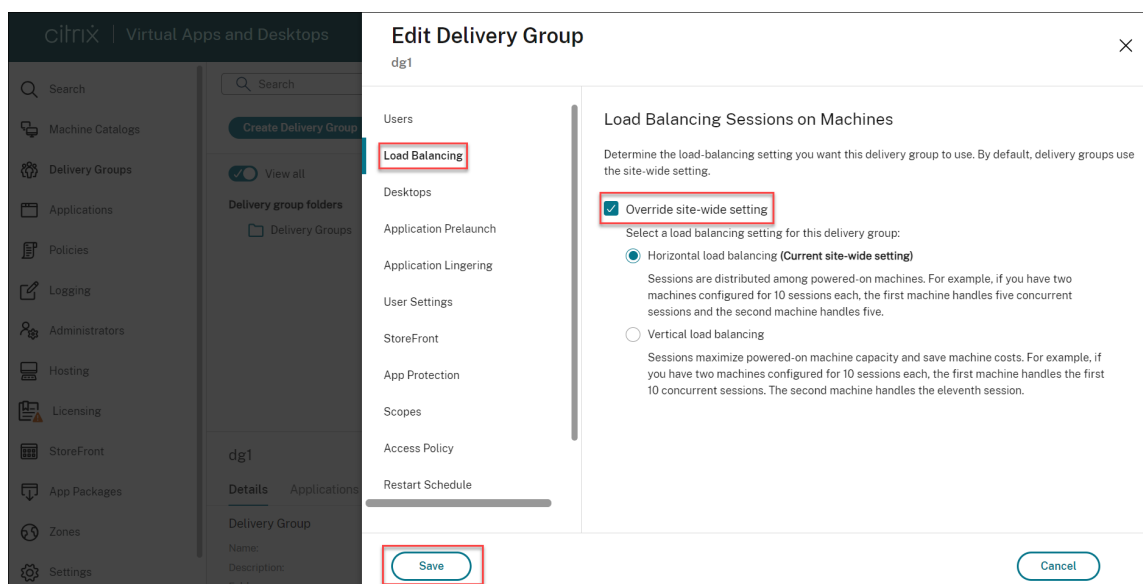 citrix | Virtual Apps and Desktops
Search
Machine Catalogs
Delivery Groups
Applications
Policies
Logging
Administrators
Hosting
Licensing
StoreFront
App Packages
Zones
Settings
Search
Create Delivery Group
View all
Delivery group folders
Delivery Groups
dg1
Details Applications
Delivery Group
Name:
Description:
Edit Delivery Group
dg1
Users
Load Balancing
Desktops
Application Prelaunch
Application Lingering
User Settings
StoreFront
App Protection
Scopes
Access Policy
Restart Schedule
Load Balancing Sessions on Machines
Determine the load-balancing setting you want this delivery group to use. By default, delivery groups use
the site-wide setting.
Override site-wide setting
Select a load balancing setting for this delivery group:
Horizontal load balancing (Current site-wide setting)
Sessions are distributed among powered-on machines. For example, if you have two
machines configured for 10 sessions each, the first machine handles five concurrent
sessions and the second machine handles five.
Vertical load balancing
Sessions maximize powered-on machine capacity and save machine costs. For example, if
you have two machines configured for 10 sessions each, the first machine handles the first
10 concurrent sessions. The second machine handles the eleventh session.
Save
Cancel